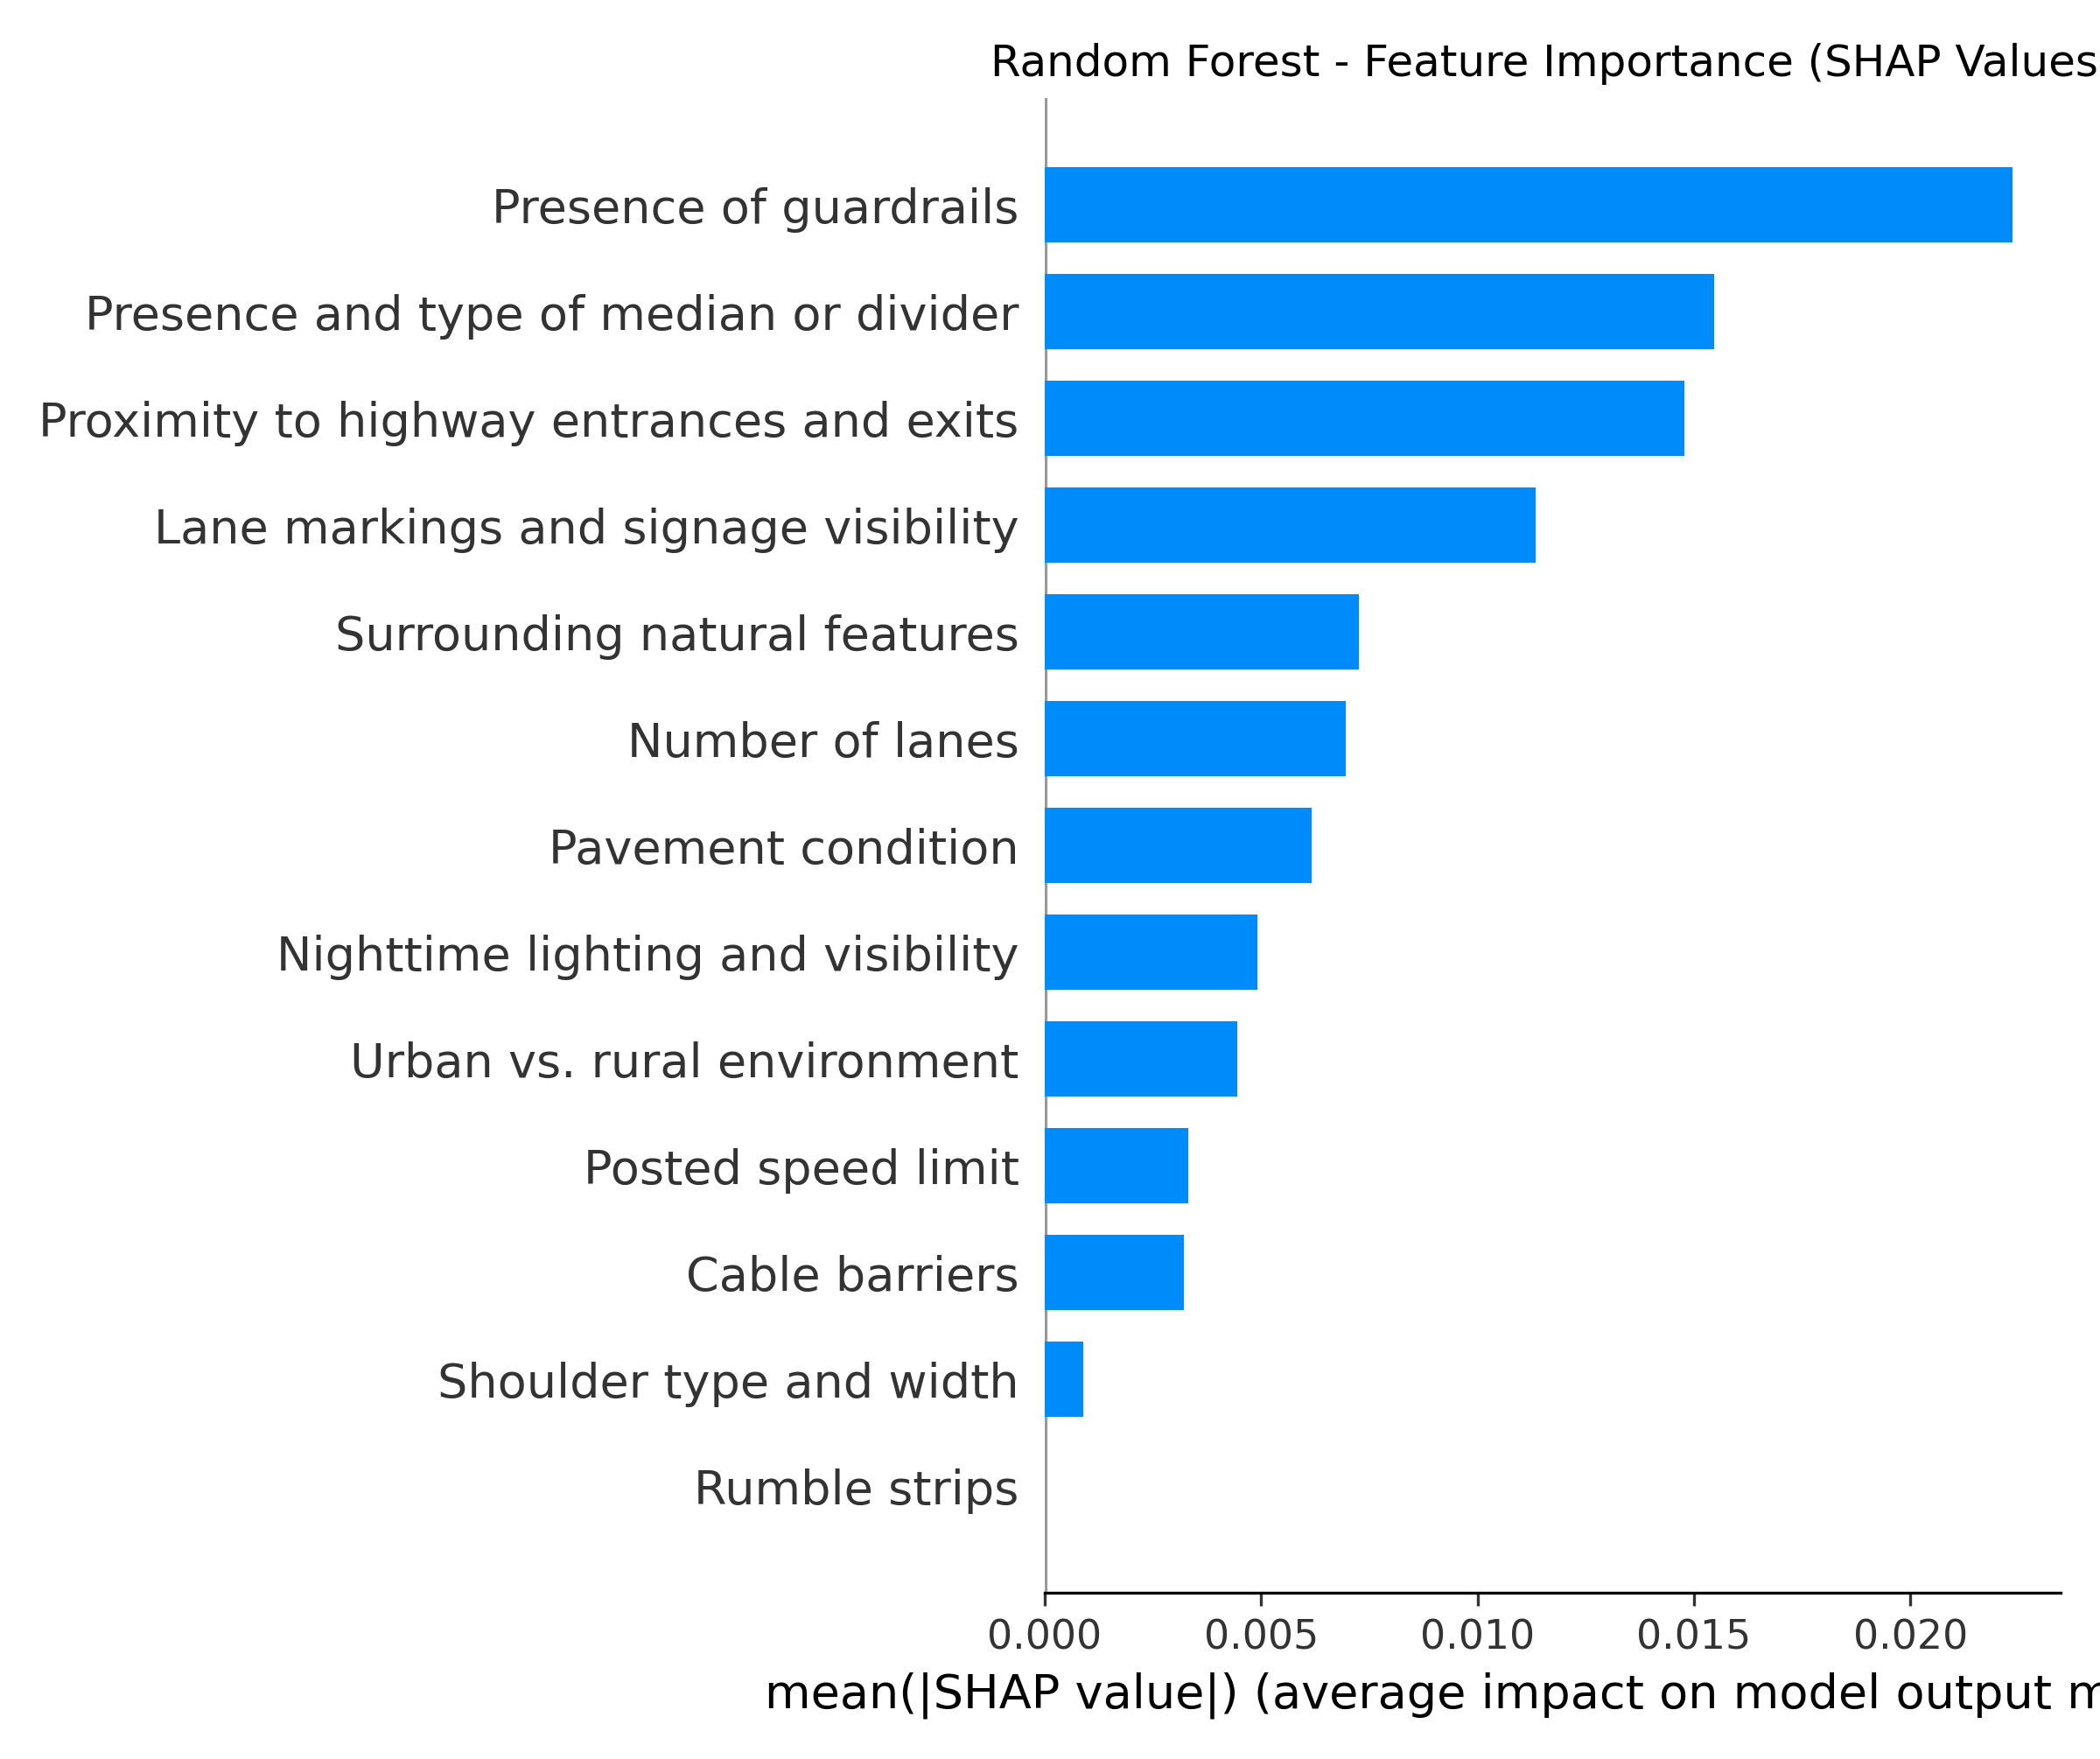 Random Forest - Feature Importance (SHAP Values
Presence of guardrails
Presence and type of median or divider
Proximity to highway entrances and exits
Lane markings and signage visibility
Surrounding natural features
Number of lanes
Pavement condition
Nighttime lighting and visibility
Urban vs. rural environment
Posted speed limit
Cable barriers
Shoulder type and width
Rumble strips
0.000 0.005 0.010 0.015 0.020
mean(|SHAP value|) (average impact on model output